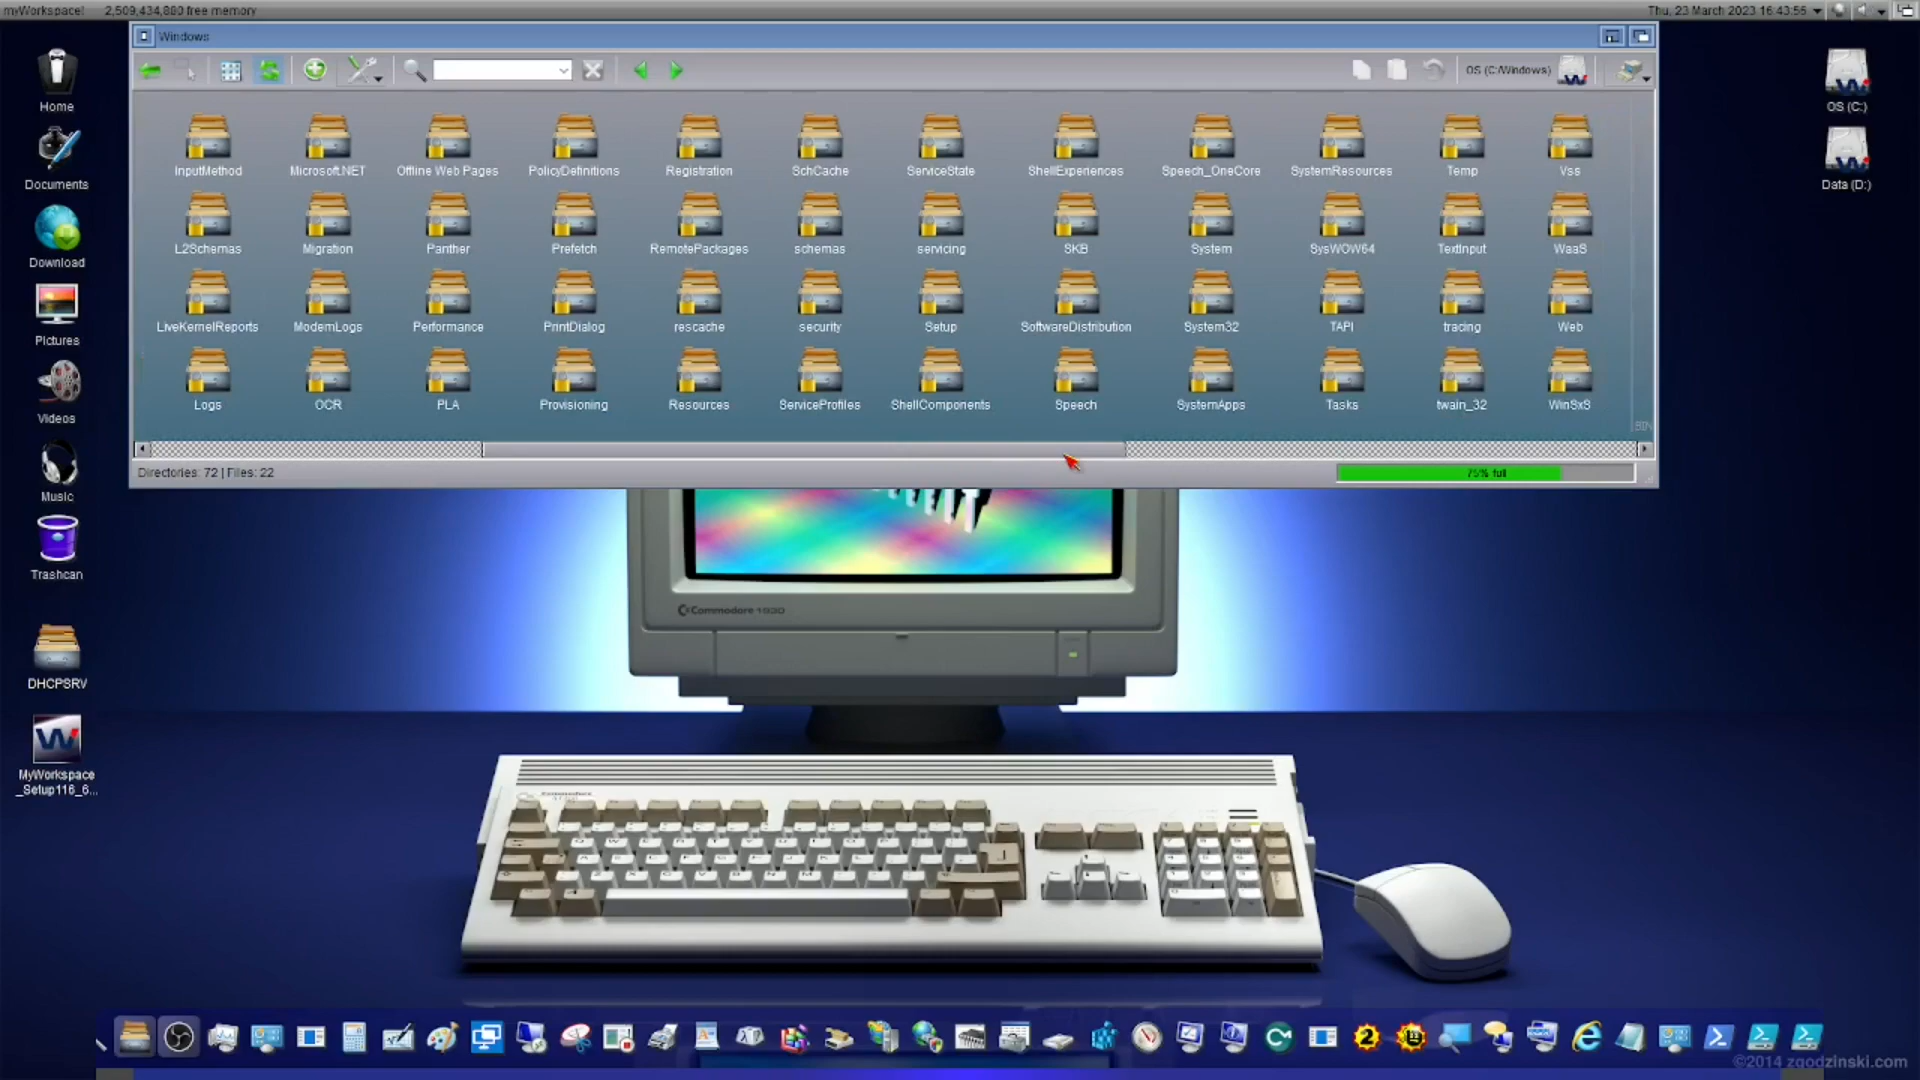 myWorkspace! 2,509,434,880 free memory
Thu, 23 March 2023 16:43:55
Windows
OS (C:/Windows)
InputMethod Microsoft.NET Offline Web Pages PolicyDefinitions Registration SchCache ServiceState ShellExperiences Speech_OneCore SystemResources Temp Vss
L2Schemas Migration Panther Prefetch RemotePackages schemas servicing SKB System SysWOW64 TextInput WaaS
LiveKernelReports ModemLogs Performance PrintDialog rescache security Setup SoftwareDistribution System32 TAPI tracing Web
Logs OCR PLA Provisioning Resources ServiceProfiles ShellComponents Speech SystemApps Tasks twain_32 WinSxS
BIN
Directories: 72 | Files: 22
75% full
Home
Documents
Download
Pictures
Videos
Music
Trashcan
DHCPSRV
MyWorkspace
_Setup116_6...
OS (C:)
Data (D:)
Commodore 1930
©2014 zgodzinski.com